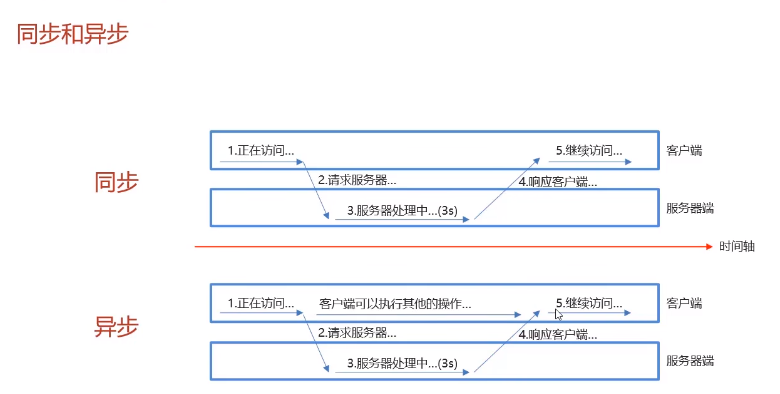 同步和异步
1.正在访问...
5.继续访问...
客户端
同步
2.请求服务器...
4.响应客户端...
3.服务器处理中...(3s)
服务器端
时间轴
1.正在访问...
客户端可以执行其他的操作...
5.继续访问...
客户端
异步
2.请求服务器...
4.响应客户端...
3.服务器处理中...(3s)
服务器端